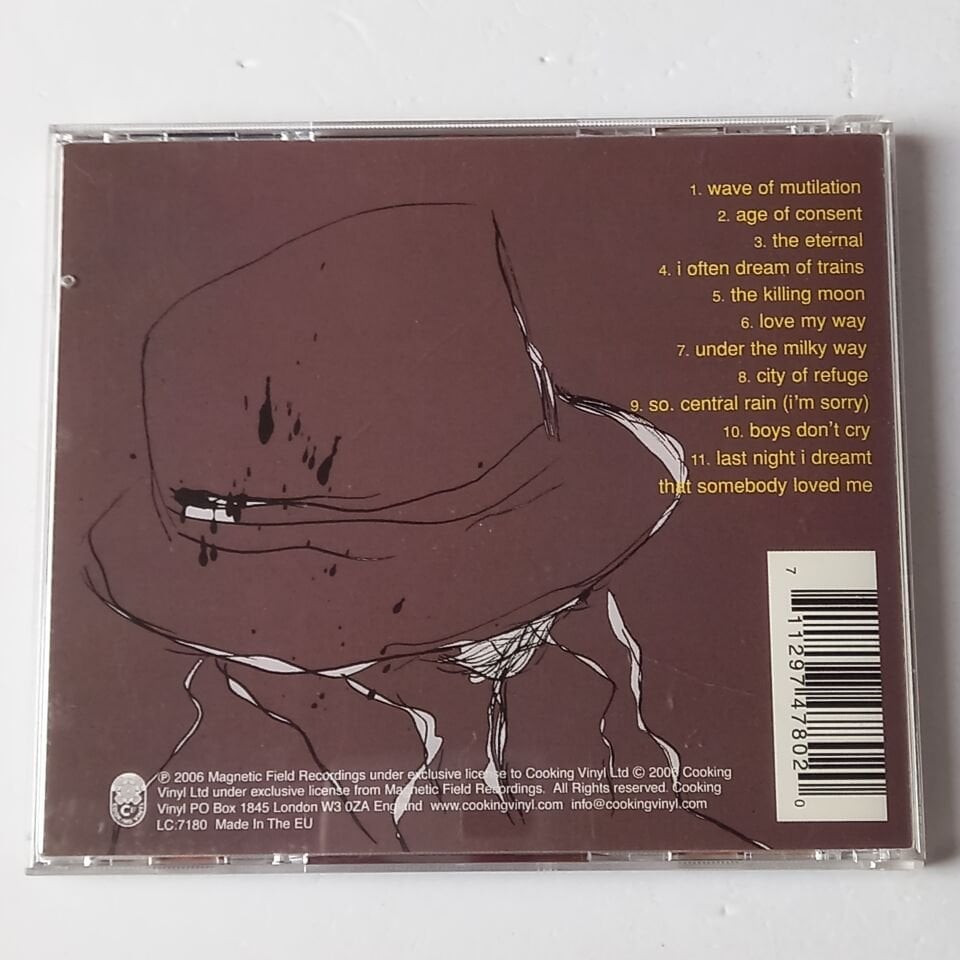 1. wave of mutilation
2. age of consent
3. the eternal
4. i often dream of trains
5. the killing moon
6. love my way
7. under the milky way
8. city of refuge
9. so. central rain (i'm sorry)
10. boys don't cry
11. last night i dreamt
that somebody loved me
7 11297 47802 0
℗ 2006 Magnetic Field Recordings under exclusive license to Cooking Vinyl Ltd © 2006 Cooking
Vinyl Ltd under exclusive license from Magnetic Field Recordings. All Rights reserved. Cooking
Vinyl PO Box 1845 London W3 0ZA England www.cookingvinyl.com info@cookingvinyl.com
LC:7180 Made In The EU